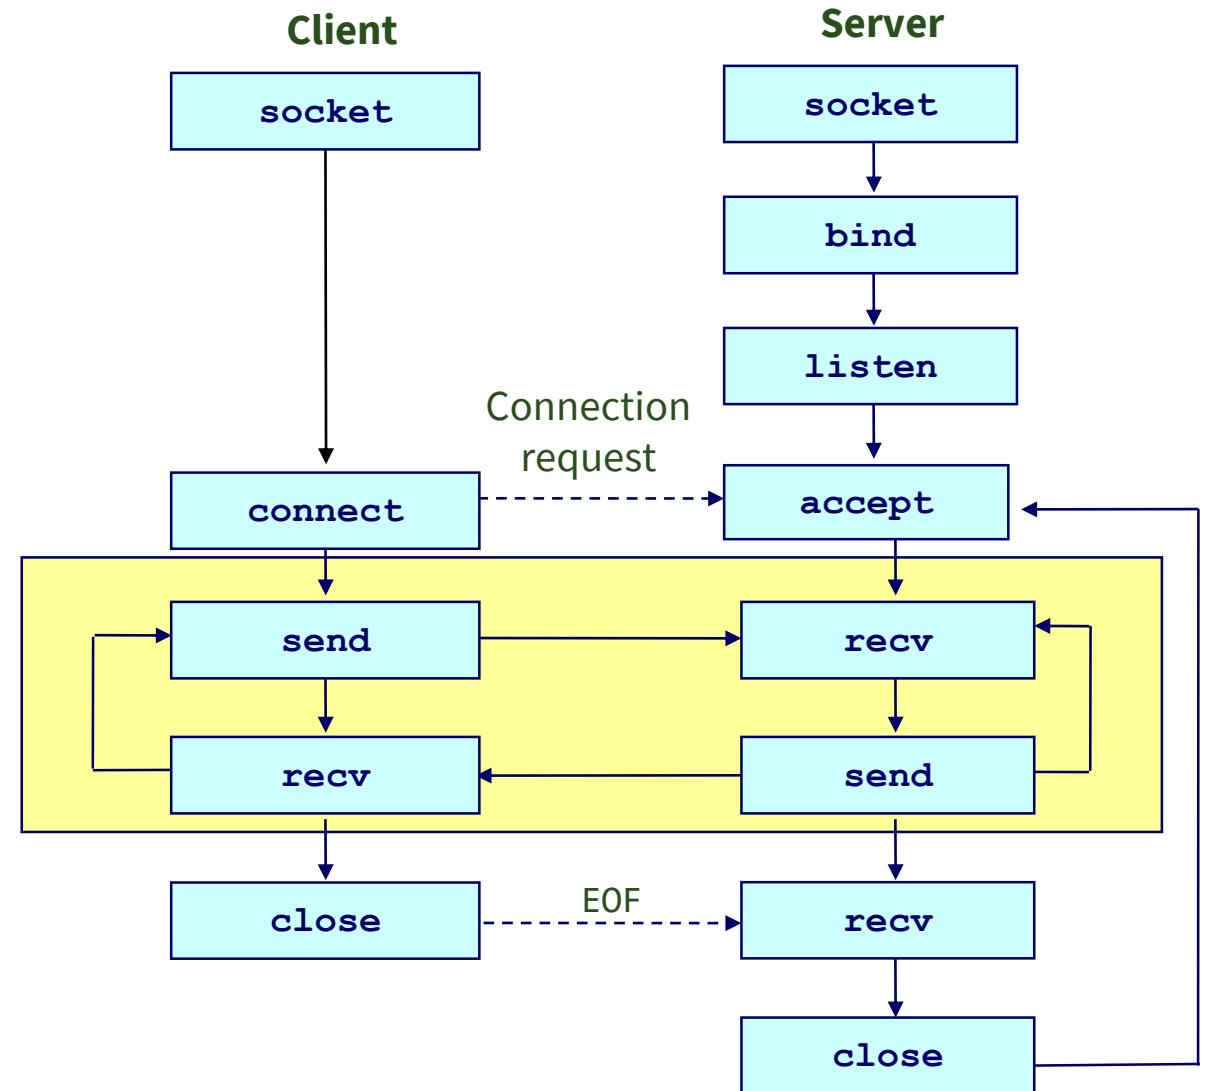 Client
Server
socket
socket
bind
listen
Connection
request
connect
accept
send
recv
recv
send
close
EOF
recv
close